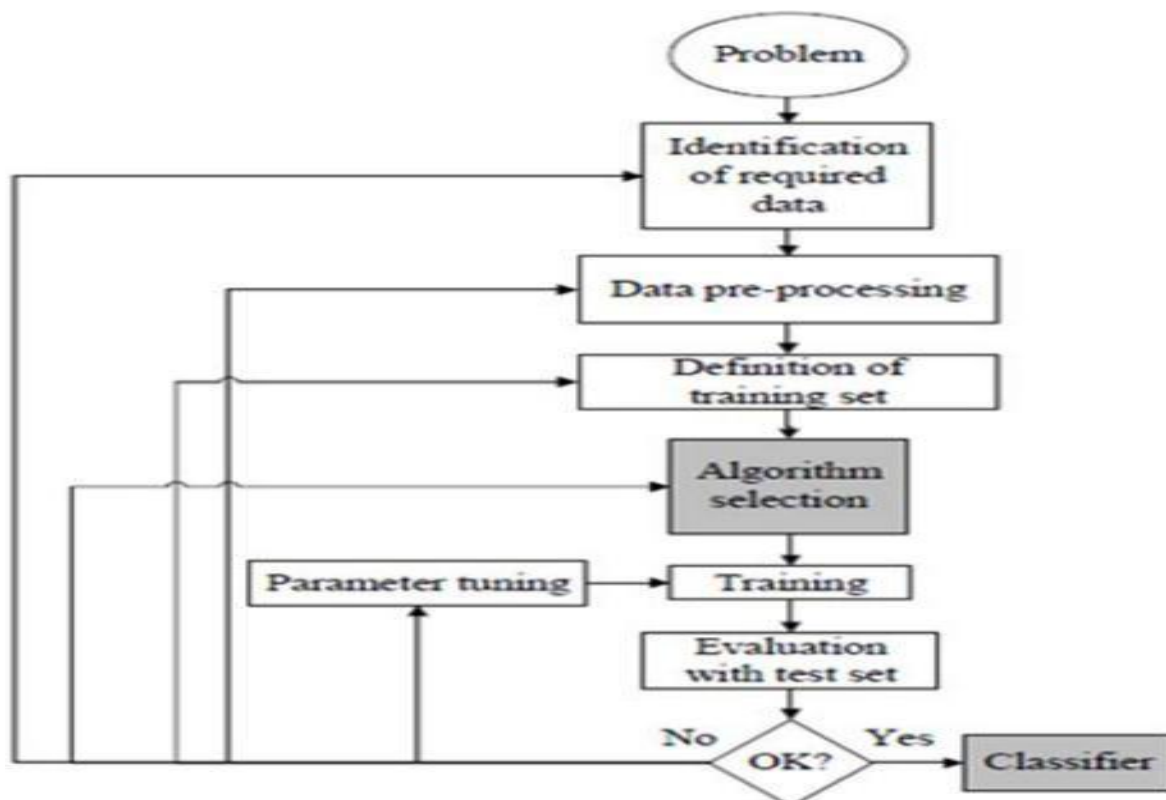 Problem
Identification
of required
data
Data pre-processing
Definition of
training set
Algorithm
selection
Parameter tuning
Training
Evaluation
with test set
No
OK?
Yes
Classifier